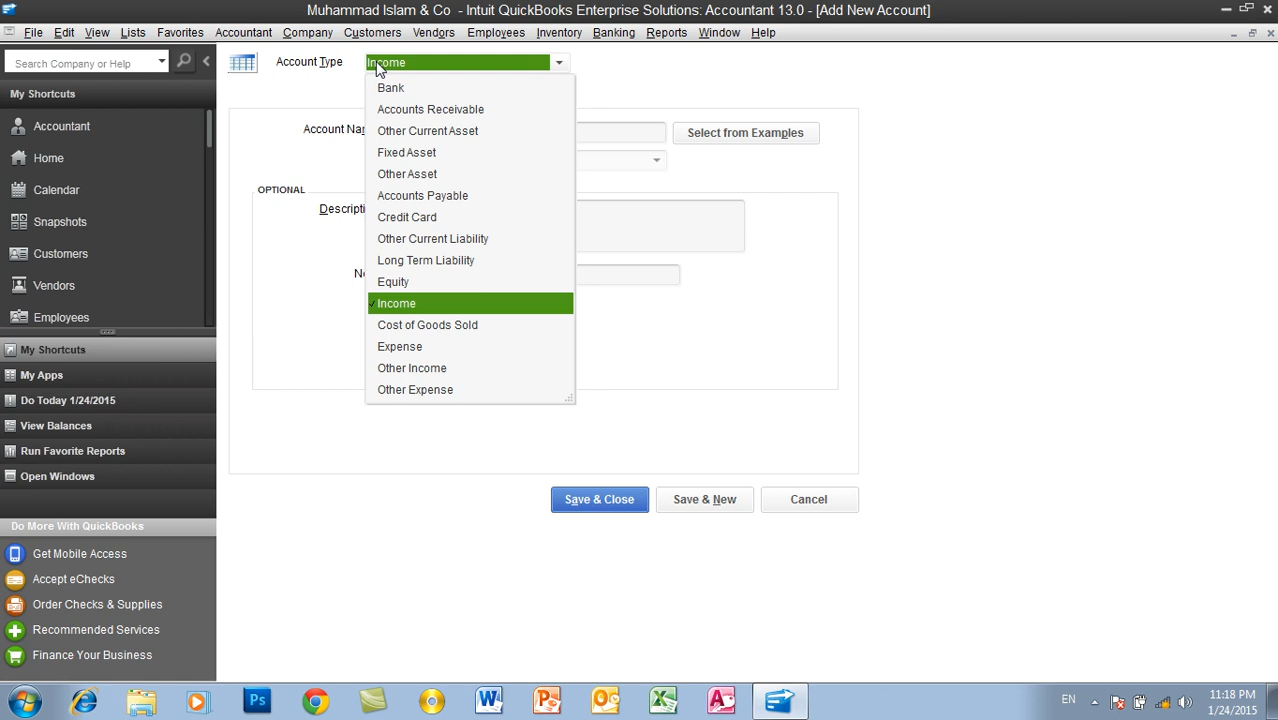 Muhammad Islam & Co - Intuit QuickBooks Enterprise Solutions: Accountant 13.0 - [Add New Account]
File Edit View Lists Favorites Accountant Company Customers Vendors Employees Inventory Banking Reports Window Help
Search Company or Help
My Shortcuts
Accountant
Home
Calendar
Snapshots
Customers
Vendors
Employees
My Shortcuts
My Apps
Do Today 1/24/2015
View Balances
Run Favorite Reports
Open Windows
Do More With QuickBooks
Get Mobile Access
Accept eChecks
Order Checks & Supplies
Recommended Services
Finance Your Business
Account Type Income
Bank
Accounts Receivable
Other Current Asset
Fixed Asset
Other Asset
Accounts Payable
Credit Card
Other Current Liability
Long Term Liability
Equity
Income
Cost of Goods Sold
Expense
Other Income
Other Expense
Account Na
Select from Examples
OPTIONAL
Descripti
No
Save & Close Save & New Cancel
Ps
EN
11:18 PM
1/24/2015